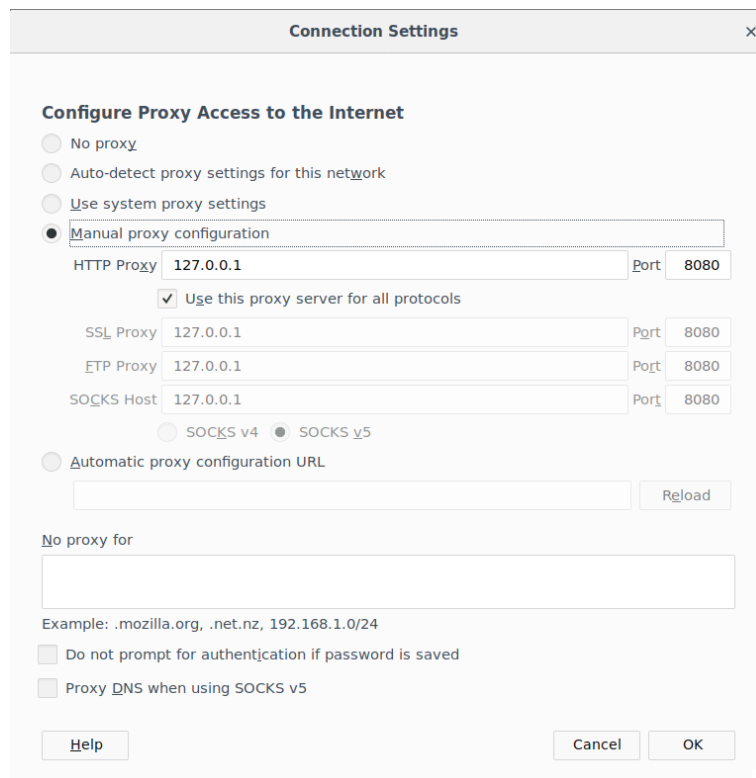 Connection Settings ×
Configure Proxy Access to the Internet
No proxy
Auto-detect proxy settings for this network
Use system proxy settings
Manual proxy configuration
HTTP Proxy 127.0.0.1 Port 8080
Use this proxy server for all protocols
SSL Proxy 127.0.0.1 Port 8080
FTP Proxy 127.0.0.1 Port 8080
SOCKS Host 127.0.0.1 Port 8080
SOCKS v4 SOCKS v5
Automatic proxy configuration URL
Reload
No proxy for
Example: .mozilla.org, .net.nz, 192.168.1.0/24
Do not prompt for authentication if password is saved
Proxy DNS when using SOCKS v5
Help Cancel OK